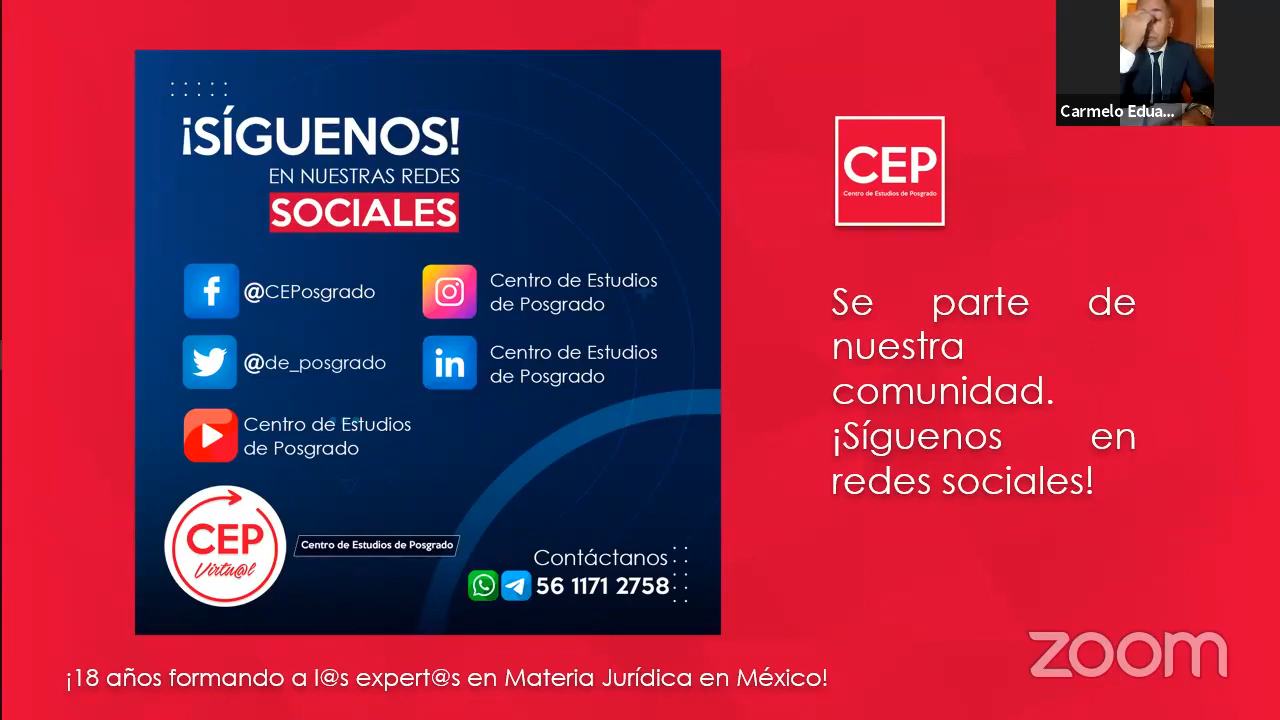 ¡SÍGUENOS!
EN NUESTRAS REDES
SOCIALES
@CEPosgrado
Centro de Estudios
de Posgrado
@de_posgrado
Centro de Estudios
de Posgrado
Centro de Estudios
de Posgrado
CEP
Virtu@l
Centro de Estudios de Posgrado
Contáctanos
56 1171 2758
Carmelo Edua...
CEP
Centro de Estudios de Posgrado
Se parte de
nuestra
comunidad.
¡Síguenos en
redes sociales!
zoom
¡18 años formando a l@s expert@s en Materia Jurídica en México!